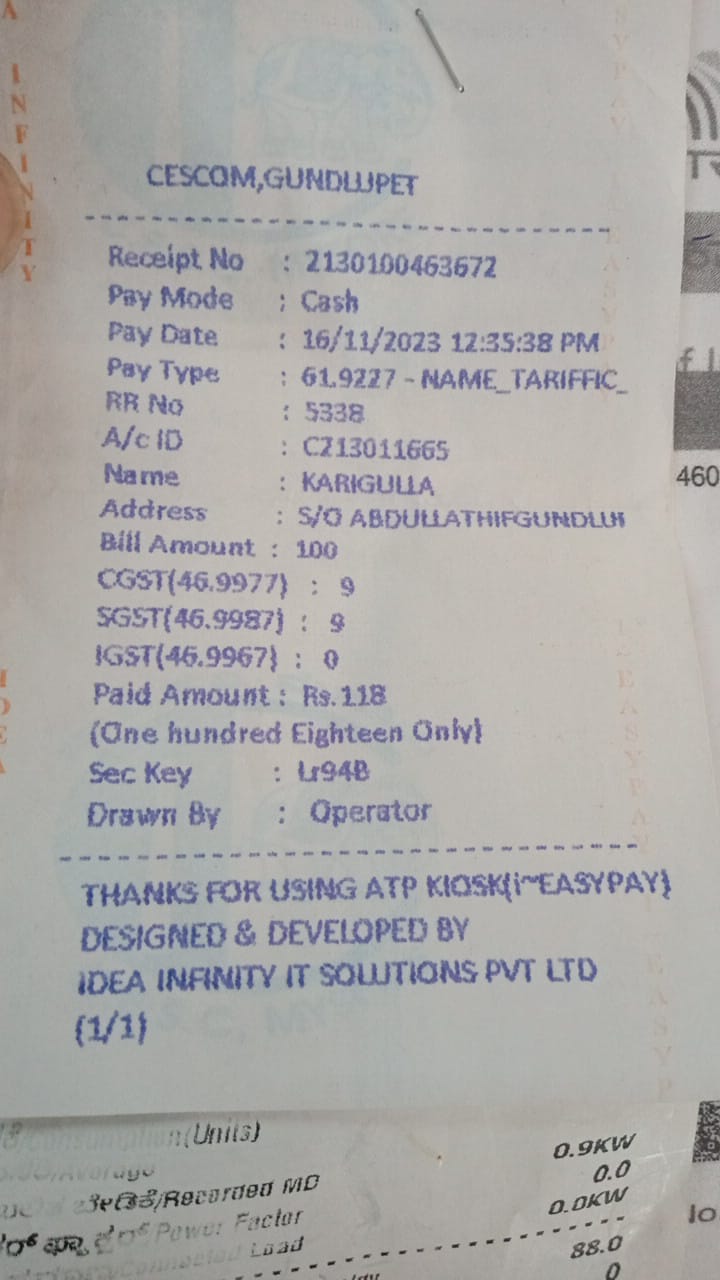 INFINITY
CESCOM,GUNDLUPET
Receipt No : 2130100463672
Pay Mode : Cash
Pay Date : 16/11/2023 12:35:38 PM
Pay Type : 61.9227 - NAME_TARIFFIC_
RR No : 5338
A/c ID : C213011665
Name : KARIGULLA
Address : S/O ABDULLATHIFGUNDLUI
Bill Amount : 100
CGST(46.9977) : 9
SGST(46.9987) : 9
IGST(46.9967) : 0
Paid Amount : Rs.118
(One hundred Eighteen Only)
Sec Key : Lr94B
Drawn By : Operator
THANKS FOR USING ATP KIOSK(i~EASYPAY)
DESIGNED & DEVELOPED BY
IDEA INFINITY IT SOLUTIONS PVT LTD
(1/1)
460
(Units)
0.9KW
/Recorded MD 0.0
Power Factor 0.0KW
Connected Load
88.0
0